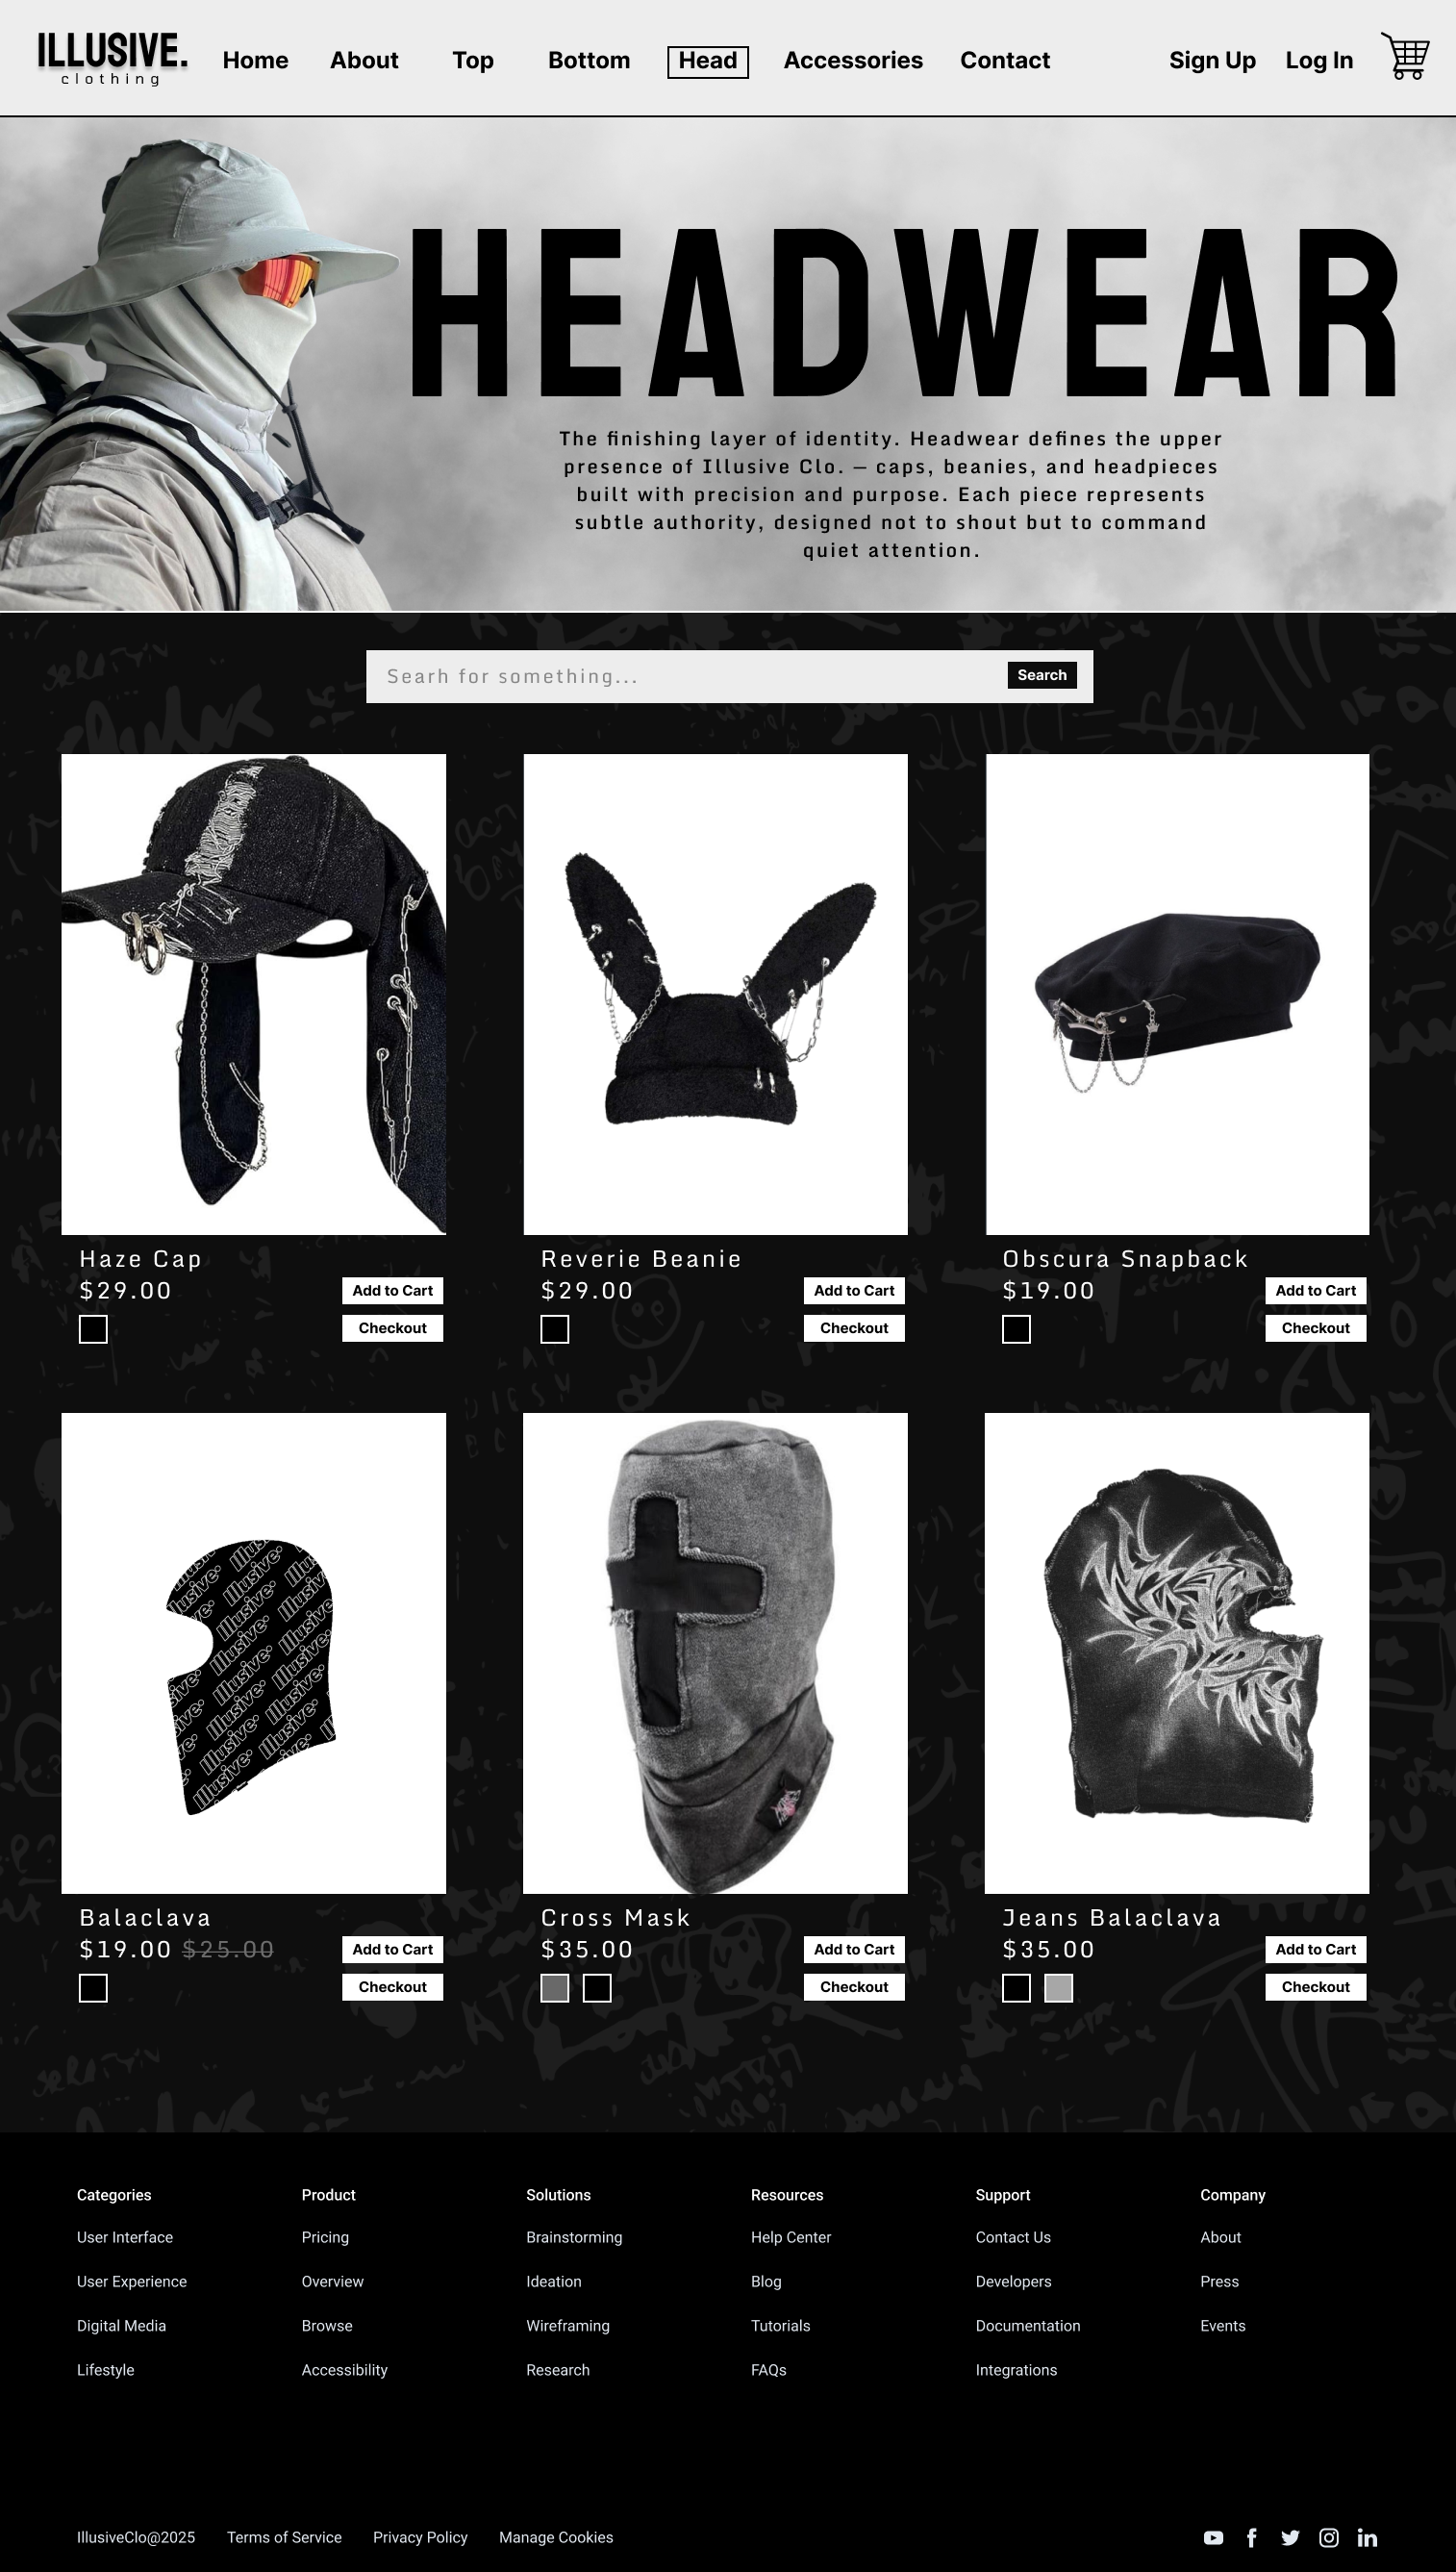 ILLUSIVE.
clothing
Home About Top Bottom Head Accessories Contact Sign Up Log In
HEADWEAR
The finishing layer of identity. Headwear defines the upper
presence of Illusive Clo. — caps, beanies, and headpieces
built with precision and purpose. Each piece represents
subtle authority, designed not to shout but to command
quiet attention.
Searh for something...
Search
Haze Cap
$29.00
Add to Cart
Checkout
Reverie Beanie
$29.00
Add to Cart
Checkout
Obscura Snapback
$19.00
Add to Cart
Checkout
Illusive
Balaclava
$19.00 $25.00
Add to Cart
Checkout
Cross Mask
$35.00
Add to Cart
Checkout
Jeans Balaclava
$35.00
Add to Cart
Checkout
Categories
User Interface
User Experience
Digital Media
Lifestyle
Product
Pricing
Overview
Browse
Accessibility
Solutions
Brainstorming
Ideation
Wireframing
Research
Resources
Help Center
Blog
Tutorials
FAQs
Support
Contact Us
Developers
Documentation
Integrations
Company
About
Press
Events
IllusiveClo@2025 Terms of Service Privacy Policy Manage Cookies